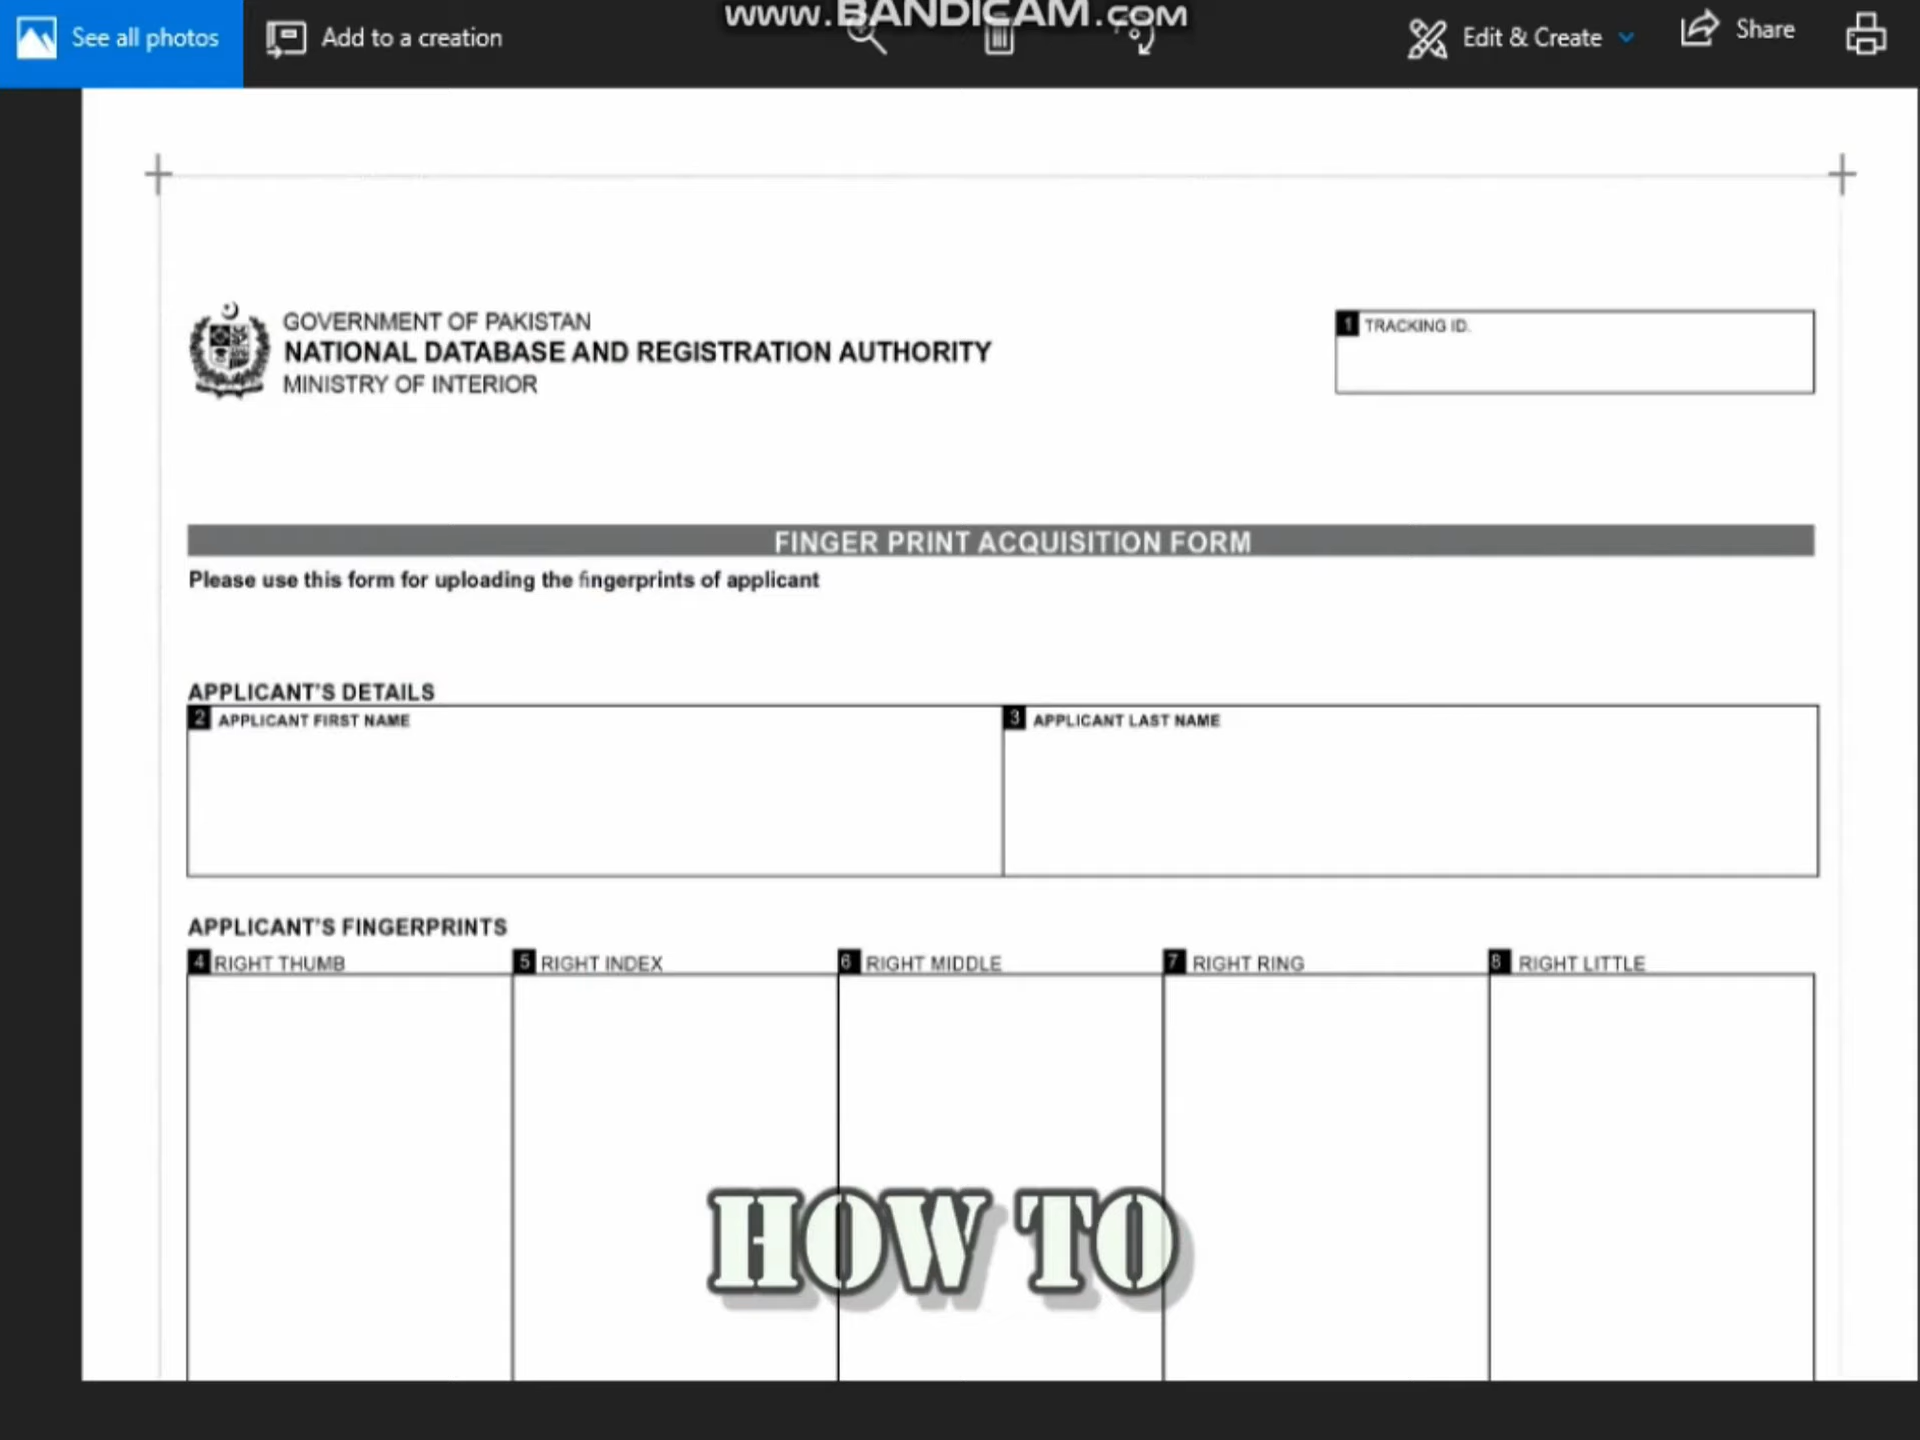 www.BANDICAM.com
See all photos
Add to a creation
Edit & Create
Share
GOVERNMENT OF PAKISTAN
NATIONAL DATABASE AND REGISTRATION AUTHORITY
MINISTRY OF INTERIOR
1 TRACKING ID.
FINGER PRINT ACQUISITION FORM
Please use this form for uploading the fingerprints of applicant
APPLICANT'S DETAILS
2 APPLICANT FIRST NAME
3 APPLICANT LAST NAME
APPLICANT'S FINGERPRINTS
4 RIGHT THUMB
5 RIGHT INDEX
6 RIGHT MIDDLE
7 RIGHT RING
8 RIGHT LITTLE
HOW TO